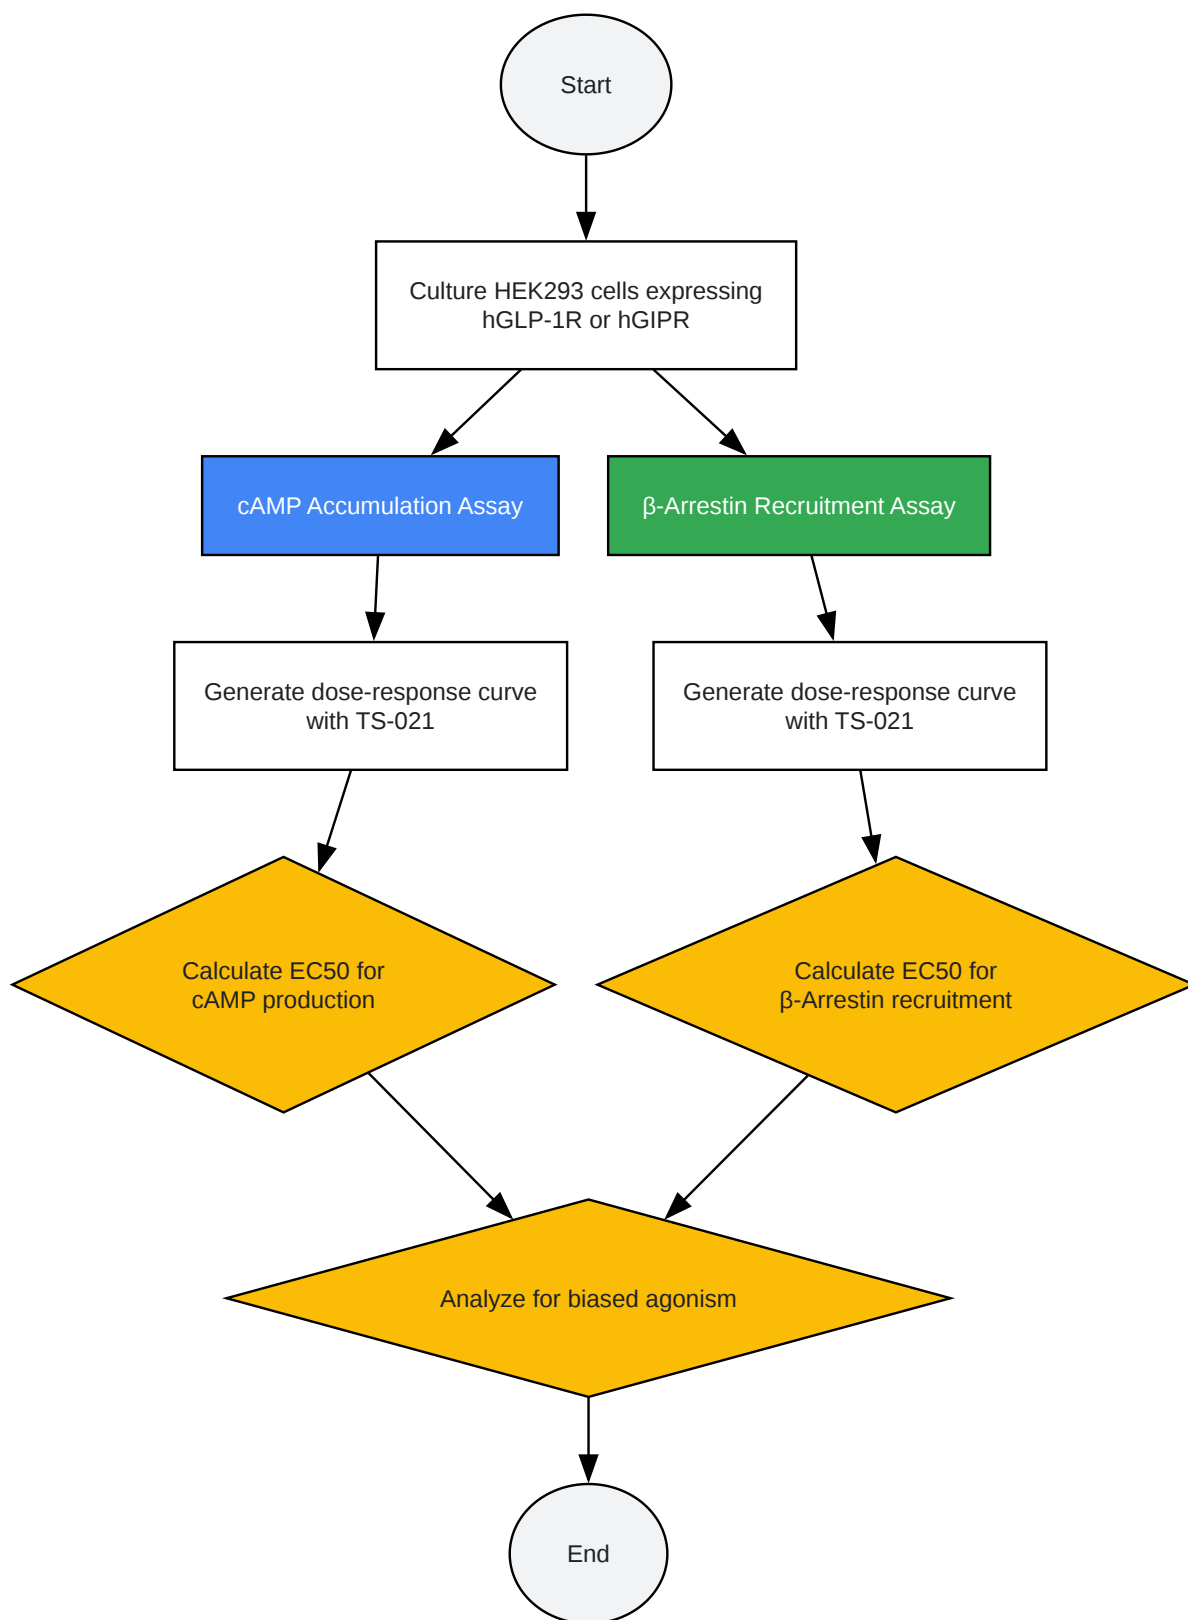 Start
Culture HEK293 cells expressing
hGLP-1R or hGIPR
cAMP Accumulation Assay
β-Arrestin Recruitment Assay
Generate dose-response curve
with TS-021
Generate dose-response curve
with TS-021
Calculate EC50 for
cAMP production
Calculate EC50 for
β-Arrestin recruitment
Analyze for biased agonism
End